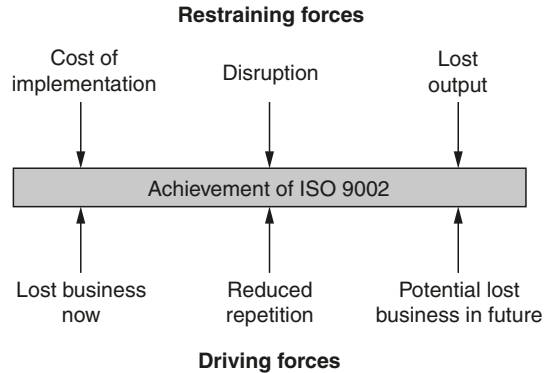 Restraining forces
Cost of
implementation
Disruption
Lost
output
Achievement of ISO 9002
Lost business
now
Reduced
repetition
Potential lost
business in future
Driving forces